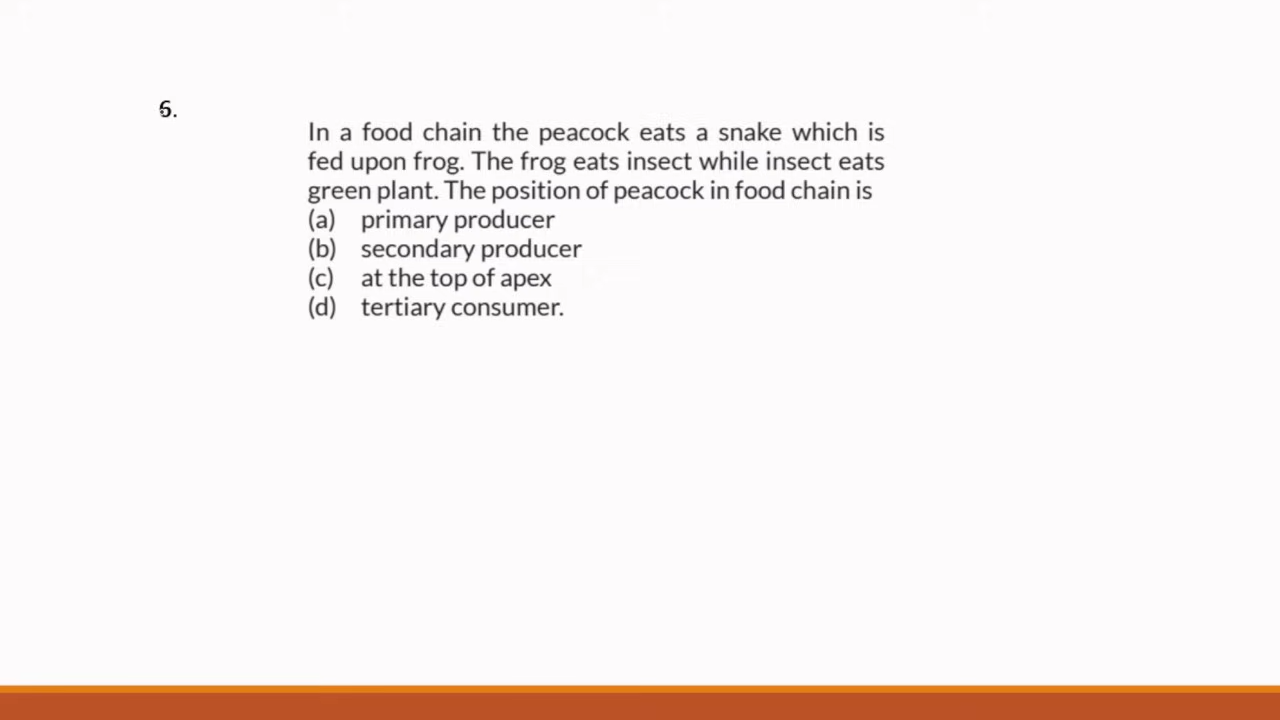 6.
In a food chain the peacock eats a snake which is
fed upon frog. The frog eats insect while insect eats
green plant. The position of peacock in food chain is
(a) primary producer
(b) secondary producer
(c) at the top of apex
(d) tertiary consumer.